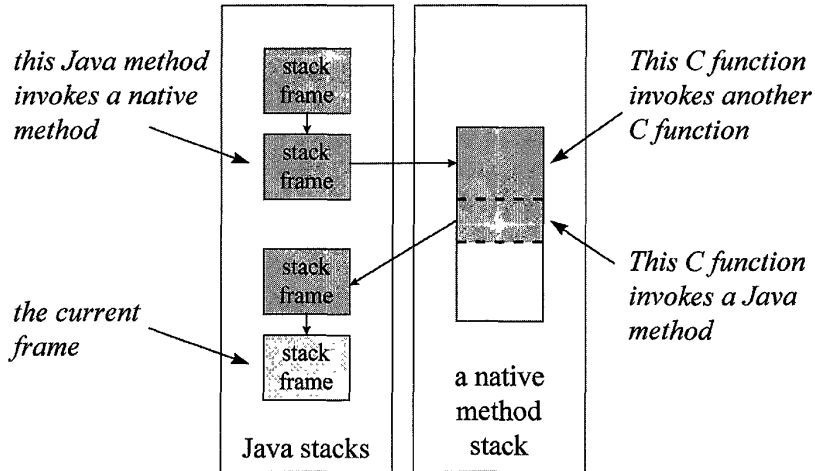 this Java method
invokes a native
method
the current
frame
stack
frame
stack
frame
stack
frame
stack
frame
Java stacks
a native
method
stack
This C function
invokes another
C function
This C function
invokes a Java
method